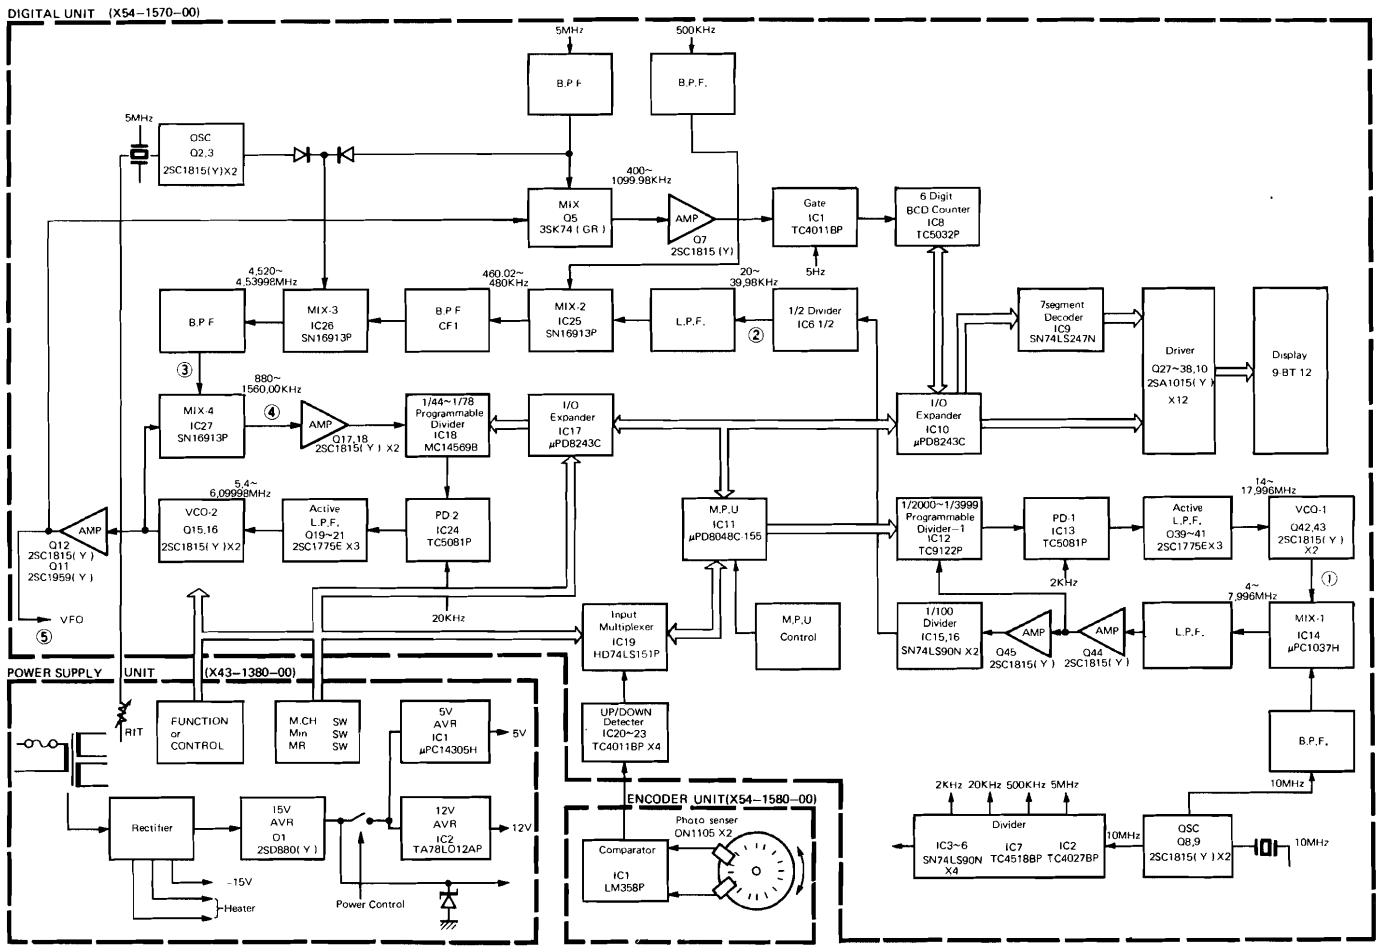 DIGITAL UNIT (X54-1570-00)
5MHz
500KHz
B.P.F
B.P.F.
5MHz
OSC
Q2,3
2SC1815(Y)X2
MIX
Q5
3SK74(GR)
400~
1099.98KHz
AMP
Q7
2SC1815(Y)
Gate
IC1
TC4011BP
5Hz
6 Digit
BCD Counter
IC8
TC5032P
4,520~
4,53998MHz
B.P.F
MIX-3
IC26
SN16913P
B.P.F
CF1
460.02~
480KHz
MIX-2
IC25
SN16913P
L.P.F.
20~
39,98KHz
②
1/2 Divider
IC6 1/2
7segment
Decoder
IC9
SN74LS247N
Driver
Q27~38,10
2SA1015(Y)
X12
Display
9-BT 12
③
MIX-4
IC27
SN16913P
880~
1560,00KHz
④
AMP
Q17,18
2SC1815(Y) X2
1/44~1/78
Programmable
Divider
IC18
MC14569B
I/O
Expander
IC17
μPD8243C
I/O
Expander
IC10
μPD8243C
AMP
Q12
2SC1815(Y)
Q11
2SC1959(Y)
VCO-2
Q15,16
2SC1815(Y)X2
5,4~
6,09998MHz
Active
L.P.F.
Q19~21
2SC1775E X3
PD-2
IC24
TC5081P
20KHz
M.P.U
IC11
μPD8048C-155
1/2000~1/3999
Programmable
Divider-1
IC12
TC9122P
PD-1
IC13
TC5081P
2KHz
Active
L.P.F.
Q39~41
2SC1775EX3
14~
17,996MHz
VCO-1
Q42,43
2SC1815(Y)
X2
①
VFO
⑤
Input
Multiplexer
IC19
HD74LS151P
M.P.U
Control
1/100
Divider
IC15,16
SN74LS90N X2
AMP
Q45
2SC1815(Y)
AMP
Q44
2SC1815(Y)
L.P.F.
4~
7,996MHz
MIX-1
IC14
μPC1037H
POWER SUPPLY UNIT (X43-1380-00)
RIT
FUNCTION
or
CONTROL
M.CH SW
Min SW
MR SW
5V
AVR
IC1
μPC14305H
5V
UP/DOWN
Detecter
IC20~23
TC4011BP X4
B.P.F.
10MHz
Rectifier
15V
AVR
Q1
2SD880(Y)
12V
AVR
IC2
TA78L012AP
12V
-15V
Heater
Power Control
ENCODER UNIT(X54-1580-00)
Photo senser
ON1105 X2
Comparator
IC1
LM358P
2KHz 20KHz 500KHz 5MHz
Divider
IC3~6 IC7 IC2
SN74LS90N TC4518BP TC4027BP
X4
10MHz
OSC
Q8,9
2SC1815(Y)X2
10MHz